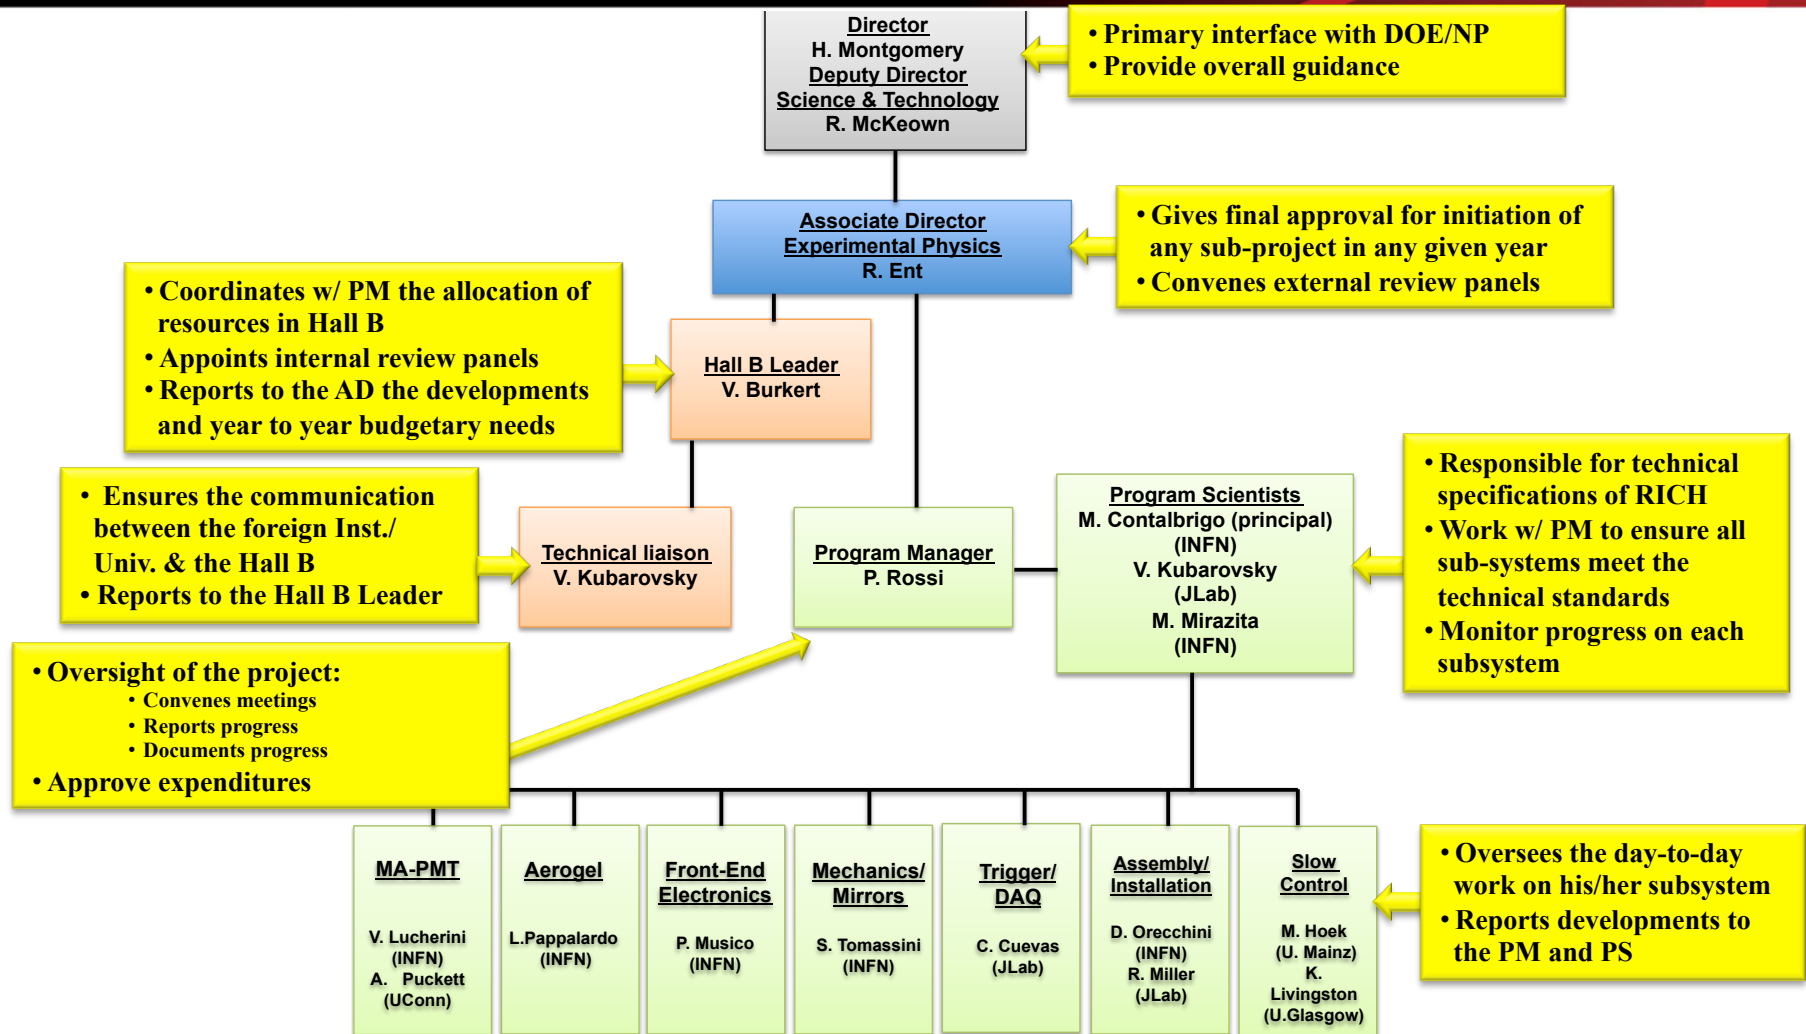 Director
H. Montgomery
Deputy Director
Science & Technology
R. McKeown
• Primary interface with DOE/NP
• Provide overall guidance
Associate Director
Experimental Physics
R. Ent
• Gives final approval for initiation of
any sub-project in any given year
• Convenes external review panels
• Coordinates w/ PM the allocation of
resources in Hall B
• Appoints internal review panels
• Reports to the AD the developments
and year to year budgetary needs
Hall B Leader
V. Burkert
• Ensures the communication
between the foreign Inst./
Univ. & the Hall B
• Reports to the Hall B Leader
Technical liaison
V. Kubarovsky
Program Manager
P. Rossi
Program Scientists
M. Contalbrigo (principal)
(INFN)
V. Kubarovsky
(JLab)
M. Mirazita
(INFN)
• Responsible for technical
specifications of RICH
• Work w/ PM to ensure all
sub-systems meet the
technical standards
• Monitor progress on each
subsystem
• Oversight of the project:
• Convenes meetings
• Reports progress
• Documents progress
• Approve expenditures
MA-PMT
V. Lucherini
(INFN)
A. Puckett
(UConn)
Aerogel
L.Pappalardo
(INFN)
Front-End
Electronics
P. Musico
(INFN)
Mechanics/
Mirrors
S. Tomassini
(INFN)
Trigger/
DAQ
C. Cuevas
(JLab)
Assembly/
Installation
D. Orecchini
(INFN)
R. Miller
(JLab)
Slow
Control
M. Hoek
(U. Mainz)
K.
Livingston
(U.Glasgow)
• Oversees the day-to-day
work on his/her subsystem
• Reports developments to
the PM and PS